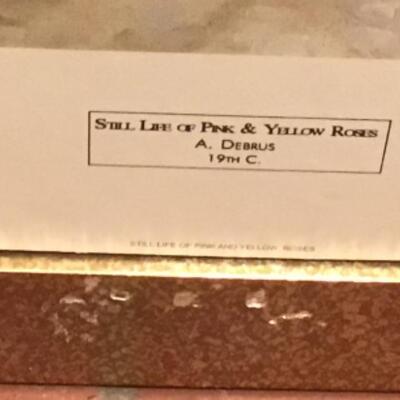 STILL LIFE OF PINK & YELLOW ROSES
A. DEBRUS
19TH C.
STILL LIFE OF PINK AND YELLOW ROSES